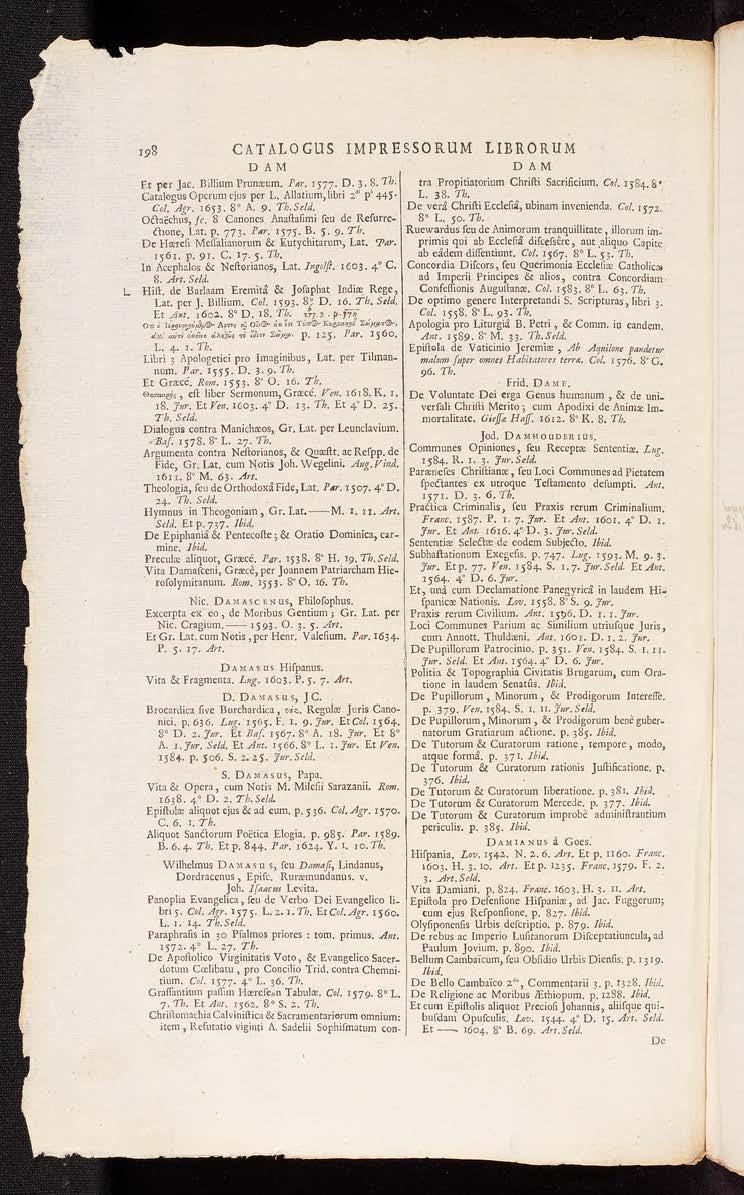 198 CATALOGUS IMPRESSORUM LIBRORUM
DAM
Et per Jac. Billium Prunæum. Par. 1577. D. 3. 8. Th.
Catalogus Operum ejus per L. Allatium, libri 2di p. 445.
Col. Agr. 1653. 8° A. 9. Th. Seld.
Octaëchus, sc. 8 Canones Anastasimi seu de Resurre-
ctione, Lat. p. 773. Par. 1575. B. 5. 9. Th.
De Hæresi Messalianorum & Eutychitarum, Lat. Par.
1561. p. 91. C. 17. 5. Th.
In Acephalos & Nestorianos, Lat. Ingolst. 1603. 4° C.
8. Art. Seld.
L Hist. de Barlaam Eremitâ & Josaphat Indiæ Rege,
Lat. per J. Billium. Col. 1593. 8° D. 16. Th. Seld.
Et Ant. 1602. 8° D. 18. Th.
p. 125. Par. 1560.
L. 4. 1. Th.
Libri 3 Apologetici pro Imaginibus, Lat. per Tilman-
num. Par. 1555. D. 3. 9. Th.
Et Græcè. Rom. 1553. 8° O. 16. Th.
Θησαυρὸς, est liber Sermonum, Græcè. Ven. 1618. K. 1.
18. Jur. Et Ven. 1603. 4° D. 13. Th. Et 4° D. 25.
Th. Seld.
Dialogus contra Manichæos, Gr. Lat. per Leunclavium.
Bas. 1578. 8° L. 27. Th.
Argumenta contra Nestorianos, & Quæst. ac Respp. de
Fide, Gr. Lat. cum Notis Joh. Wegelini. Aug. Vind.
1611. 8° M. 63. Art.
Theologia, seu de Orthodoxâ Fide, Lat. Par. 1507. 4° D.
24. Th. Seld.
Hymnus in Theogoniam, Gr. Lat. — M. 1. 11. Art.
Seld. Et p. 737. Ibid.
De Epiphaniâ & Pentecoste; & Oratio Dominica, car-
mine. Ibid.
Preculæ aliquot, Græcè. Par. 1538. 8° H. 19. Th. Seld.
Vita Damasceni, Græcè, per Joannem Patriarcham Hie-
rosolymitanum. Rom. 1553. 8° O. 16. Th.
Nic. DAMASCENUS, Philosophus.
Excerpta ex eo, de Moribus Gentium; Gr. Lat. per
Nic. Cragium. — 1593. O. 3. 5. Art.
Et Gr. Lat. cum Notis, per Henr. Valesium. Par. 1634.
P. 5. 17. Art.
DAMASUS Hispanus.
Vita & Fragmenta. Lug. 1603. P. 5. 7. Art.
D. DAMASUS, JC.
Brocardica sive Burchardica, viz. Regulæ Juris Cano-
nici. p. 636. Lug. 1565. F. 1. 9. Jur. Et Col. 1564.
8° D. 2. Jur. Et Bas. 1567. 8° A. 18. Jur. Et 8°
A. 1. Jur. Seld. Et Ant. 1566. 8° L. 1. Jur. Et Ven.
1584. p. 506. S. 2. 25. Jur. Seld.
S. DAMASUS, Papa.
Vita & Opera, cum Notis M. Milesii Sarazanii. Rom.
1638. 4° D. 2. Th. Seld.
Epistolæ aliquot ejus & ad eum. p. 536. Col. Agr. 1570.
C. 6. 1. Th.
Aliquot Sanctorum Poëtica Elogia. p. 985. Par. 1589.
B. 6. 4. Th. Et p. 844. Par. 1624. Y. 1. 10. Th.
Wilhelmus DAMASUS, seu Damasi, Lindanus,
Dordracenus, Episc. Ruræmundanus. v.
Joh. Isaacus Levita.
Panoplia Evangelica, seu de Verbo Dei Evangelico li-
bri 5. Col. Agr. 1575. L. 2. 1. Th. Et Col. Agr. 1560.
L. 1. 14. Th. Seld.
Paraphrasis in 30 Psalmos priores: tom. primus. Ant.
1572. 4° L. 27. Th.
De Apostolico Virginitatis Voto, & Evangelico Sacer-
dotum Cœlibatu, pro Concilio Trid. contra Chemni-
tium. Col. 1577. 4° L. 36. Th.
Grassantium passim Hæreseωn Tabulæ. Col. 1579. 8° L.
7. Th. Et Ant. 1562. 8° S. 2. Th.
Christomachia Calvinistica & Sacramentariorum omnium:
item, Refutatio viginti A. Sadelii Sophismatum con-
DAM
tra Propitiatorium Christi Sacrificium. Col. 1584. 8°
L. 38. Th.
De verâ Christi Ecclesiâ, ubinam invenienda. Col. 1572.
8° L. 50. Th.
Ruewardus seu de Animorum tranquillitate, illorum im-
primis qui ab Ecclesiâ discessêre, aut aliquo Capite
ab eâdem dissentiunt. Col. 1567. 8° L. 53. Th.
Concordia Discors, seu Querimonia Ecclesiæ Catholicæ
ad Imperii Principes & alios, contra Concordiam
Confessionis Augustanæ. Col. 1583. 8° L. 63. Th.
De optimo genere Interpretandi S. Scripturas, libri 3.
Col. 1558. 8° L. 93. Th.
Apologia pro Liturgiâ B. Petri, & Comm. in eandem.
Ant. 1589. 8° M. 33. Th. Seld.
Epistola de Vaticinio Jeremiæ, Ab Aquilone pandetur
malum super omnes Habitatores terræ. Col. 1576. 8° G.
96. Th.
Frid. DAME.
De Voluntate Dei erga Genus humanum, & de uni-
versali Christi Merito; cum Apodixi de Animæ Im-
mortalitate. Giessæ Hass. 1612. 8° K. 8. Th.
Jod. DAMHOUDERIUS.
Communes Opiniones, seu Receptæ Sententiæ. Lug.
1584. R. 1. 3. Jur. Seld.
Paræneses Christianæ, seu Loci Communes ad Pietatem
spectantes ex utroque Testamento desumpti. Ant.
1571. D. 3. 6. Th.
Practica Criminalis, seu Praxis rerum Criminalium.
Franc. 1587. P. 1. 7. Jur. Et Ant. 1601. 4° D. 1.
Jur. Et Ant. 1616. 4° D. 3. Jur. Seld.
Sententiæ Selectæ de eodem Subjecto. Ibid.
Subhastationum Exegesis. p. 747. Lug. 1593. M. 9. 3.
Jur. Et p. 77. Ven. 1584. S. 1. 7. Jur. Seld. Et Ant.
1564. 4° D. 6. Jur.
Et, unà cum Declamatione Panegyricâ in laudem Hi-
spanicæ Nationis. Lov. 1558. 8° S. 9. Jur.
Praxis rerum Civilium. Ant. 1596. D. 1. 1. Jur.
Loci Communes Parium ac Similium utriusque Juris,
cum Annott. Thuldæni. Ant. 1601. D. 1. 2. Jur.
De Pupillorum Patrocinio. p. 351. Ven. 1584. S. 1. 11.
Jur. Seld. Et Ant. 1564. 4° D. 6. Jur.
Politia & Topographia Civitatis Brugarum, cum Ora-
tione in laudem Senatûs. Ibid.
De Pupillorum, Minorum, & Prodigorum Interesse.
p. 379. Ven. 1584. S. 1. 11. Jur. Seld.
De Pupillorum, Minorum, & Prodigorum benè guber-
natorum Gratiarum actione. p. 385. Ibid.
De Tutorum & Curatorum ratione, tempore, modo,
atque formâ. p. 371. Ibid.
De Tutorum & Curatorum rationis Justificatione. p.
376. Ibid.
De Tutorum & Curatorum liberatione. p. 381. Ibid.
De Tutorum & Curatorum Mercede. p. 377. Ibid.
De Tutorum & Curatorum improbè administrantium
periculis. p. 385. Ibid.
DAMIANUS à Goes.
Hispania. Lov. 1542. N. 2. 6. Art. Et p. 1160. Franc.
1603. H. 3. 10. Art. Et p. 1235. Franc. 1579. F. 2.
3. Art. Seld.
Vita Damiani. p. 824. Franc. 1603. H. 3. 11. Art.
Epistola pro Defensione Hispaniæ, ad Jac. Fuggerum;
cum ejus Responsione. p. 827. Ibid.
Olysiponensis Urbis descriptio. p. 879. Ibid.
De rebus ac Imperio Lusitanorum Disceptatiuncula, ad
Paulum Jovium. p. 890. Ibid.
Bellum Cambaïcum, seu Obsidio Urbis Diensis. p. 1319.
Ibid.
De Bello Cambaïco 2do, Commentarii 3. p. 1328. Ibid.
De Religione ac Moribus Æthiopum. p. 1288. Ibid.
Et cum Epistolis aliquot Preciosi Johannis, aliisque qui-
busdam Opusculis. Lov. 1544. 4° D. 15. Art. Seld.
Et — 1604. 8° B. 69. Art. Seld.
De